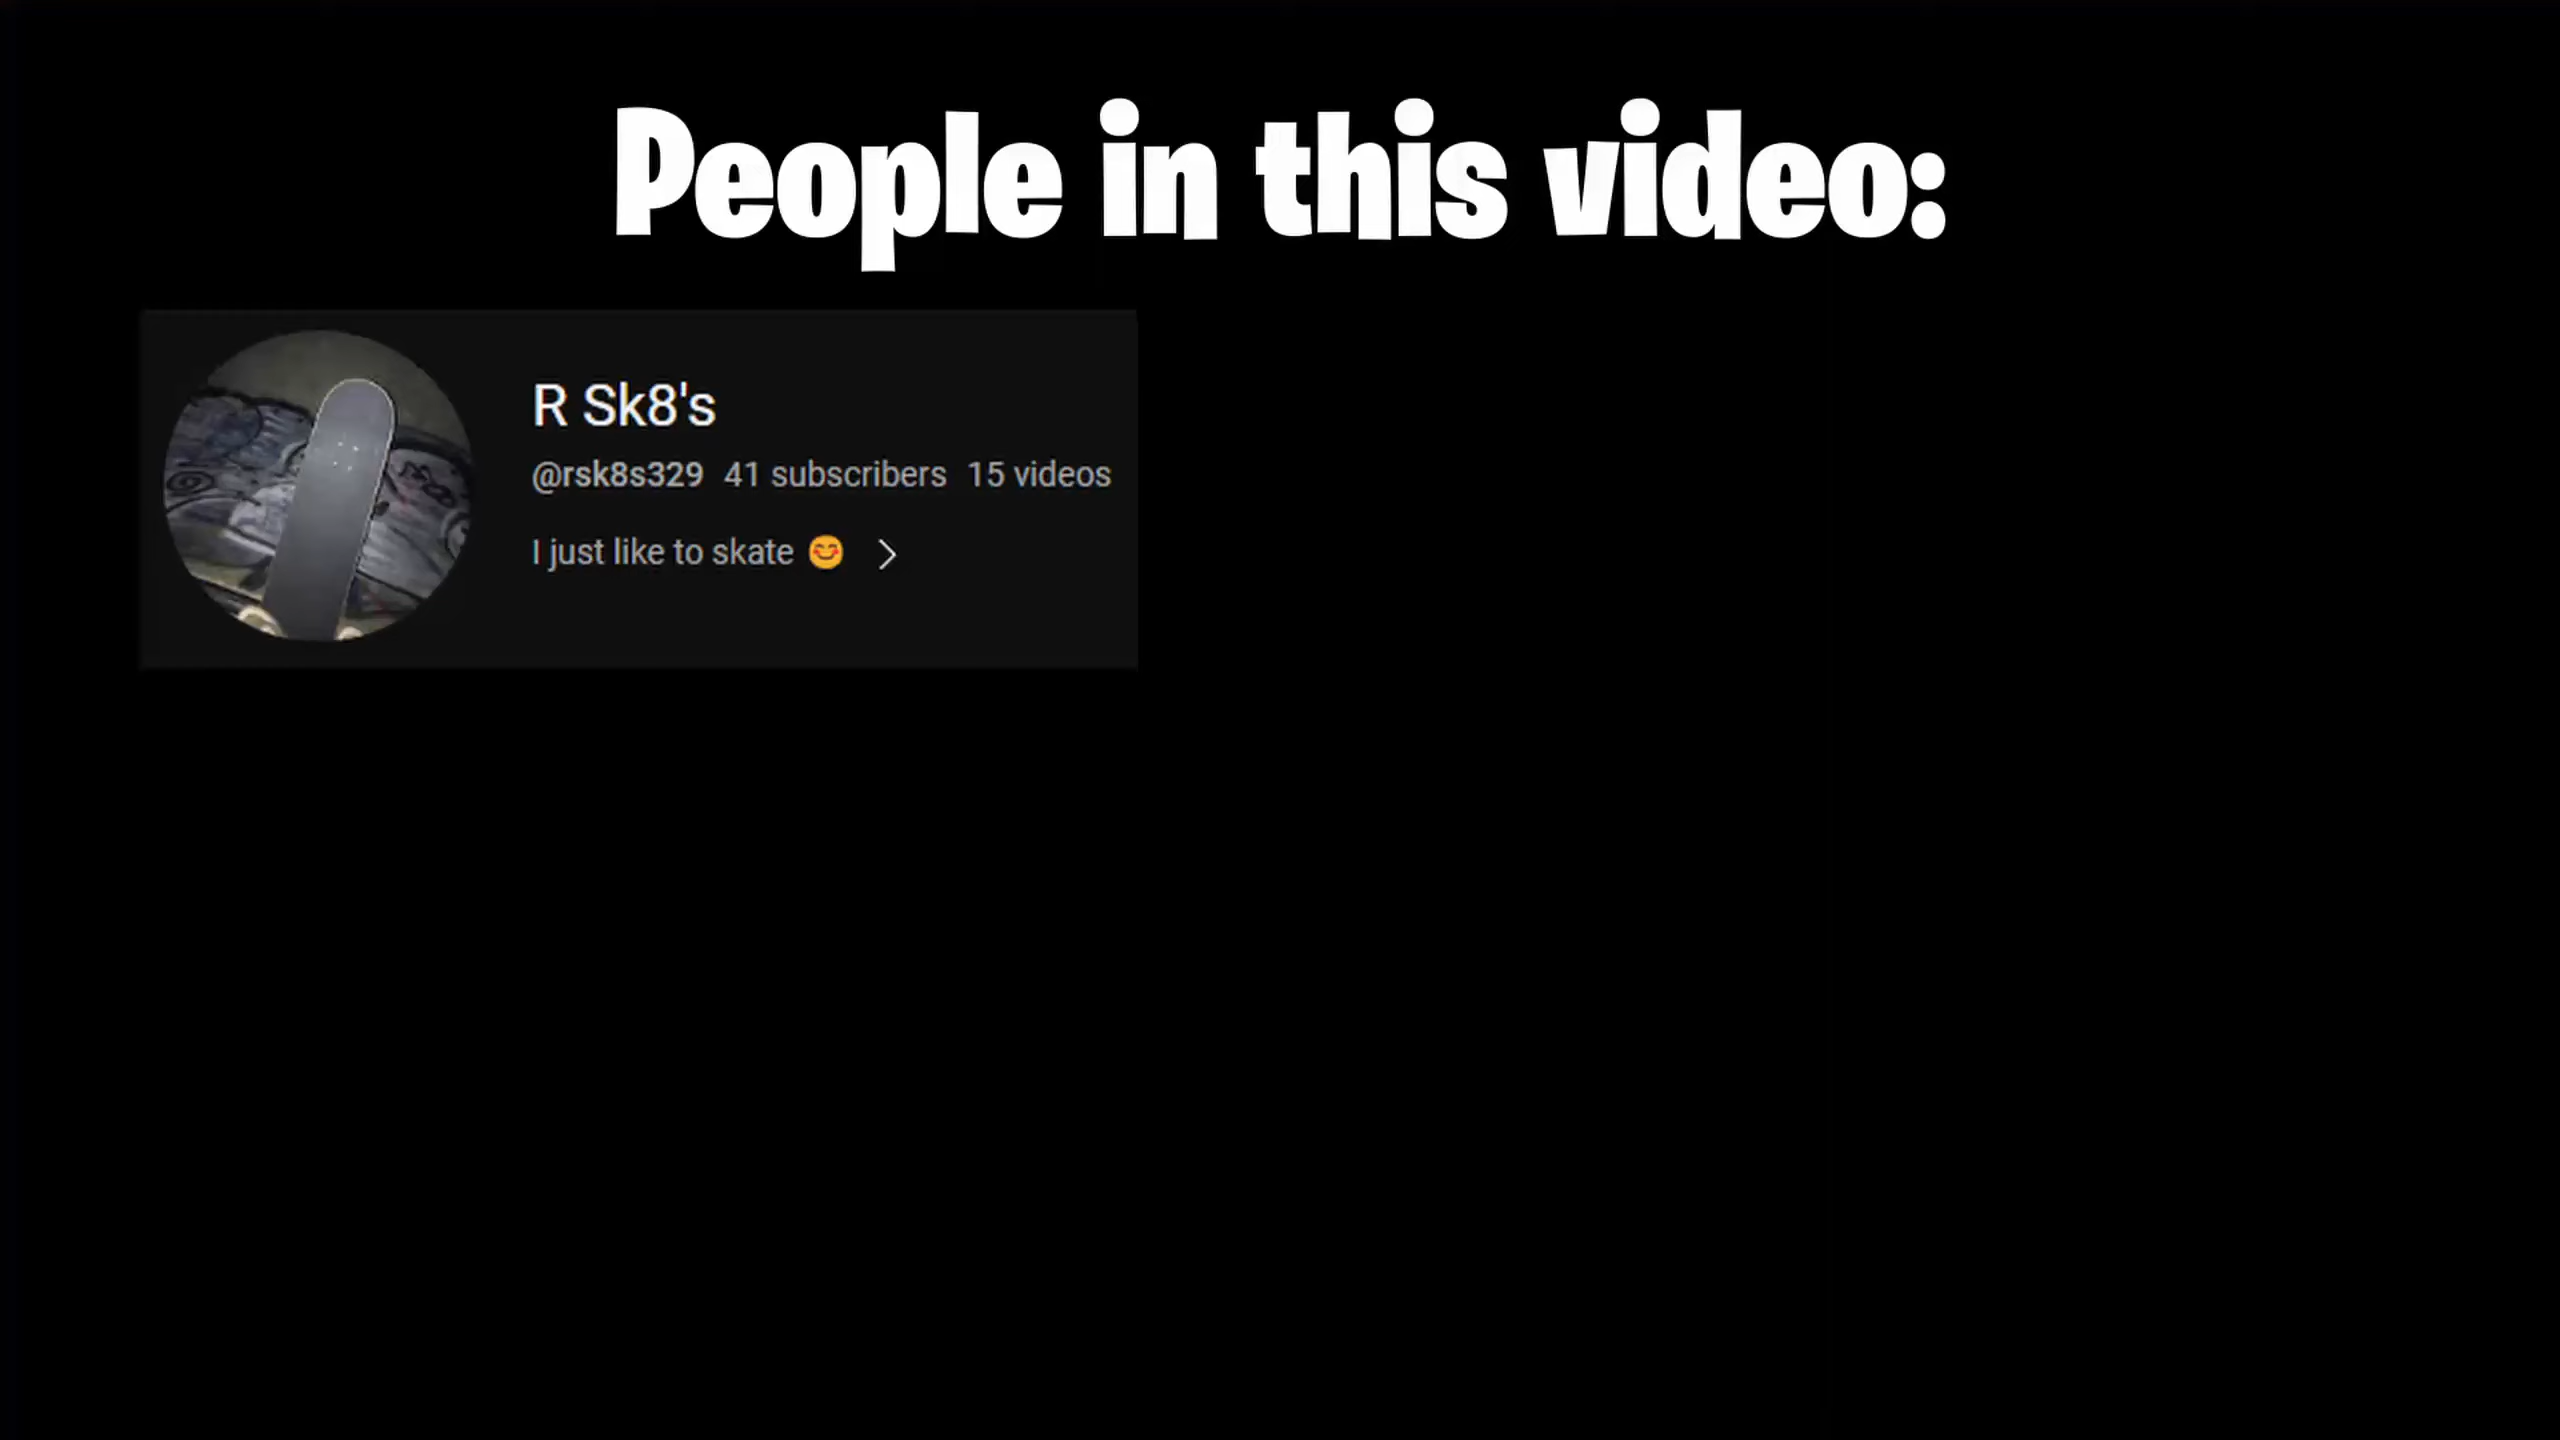 People in this video:
R Sk8's
@rsk8s329 41 subscribers 15 videos
I just like to skate 😊 >